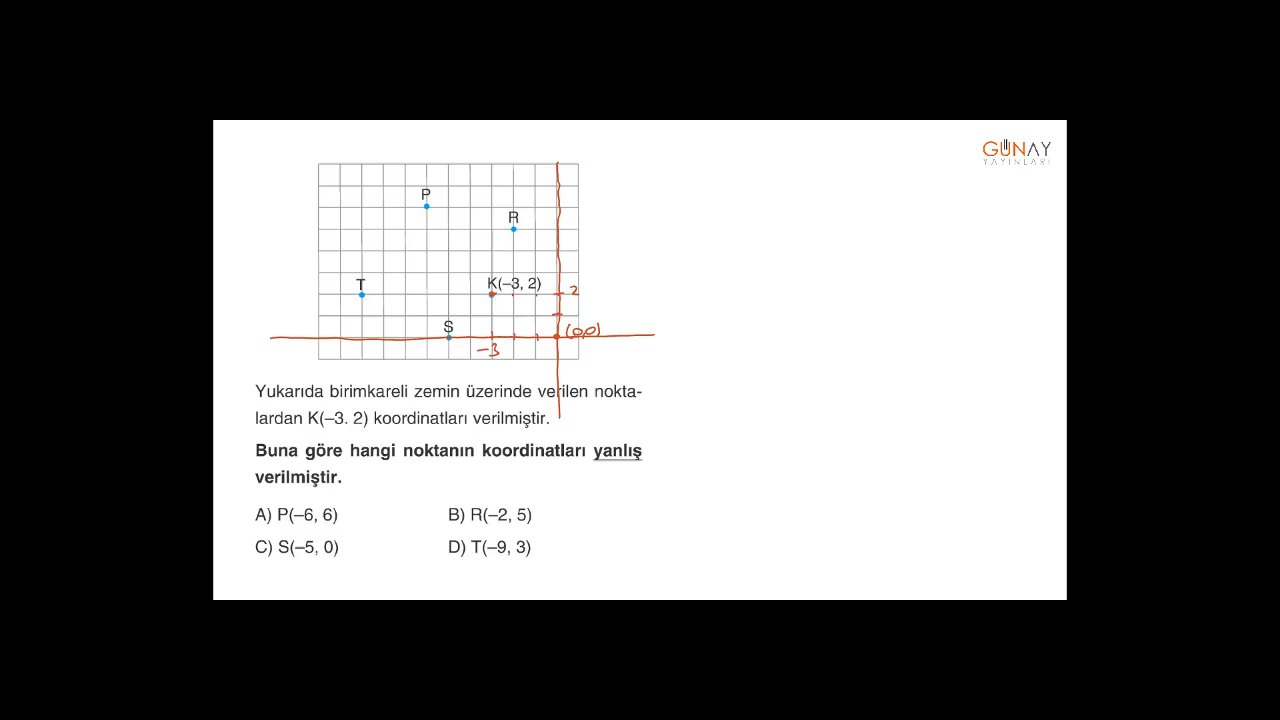 GÜNAY
YAYINLARI
P
R
T
K(–3, 2)
2
S
(0,0)
–3
Yukarıda birimkareli zemin üzerinde verilen nokta-
lardan K(–3. 2) koordinatları verilmiştir.
Buna göre hangi noktanın koordinatları yanlış
verilmiştir.
A) P(–6, 6) B) R(–2, 5)
C) S(–5, 0) D) T(–9, 3)